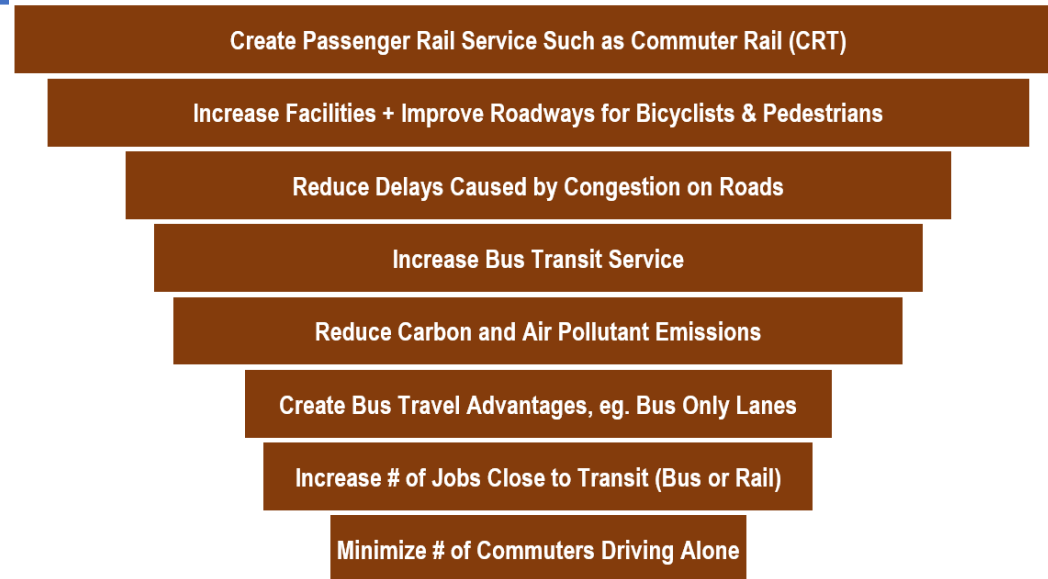 Create Passenger Rail Service Such as Commuter Rail (CRT)
Increase Facilities + Improve Roadways for Bicyclists & Pedestrians
Reduce Delays Caused by Congestion on Roads
Increase Bus Transit Service
Reduce Carbon and Air Pollutant Emissions
Create Bus Travel Advantages, eg. Bus Only Lanes
Increase # of Jobs Close to Transit (Bus or Rail)
Minimize # of Commuters Driving Alone